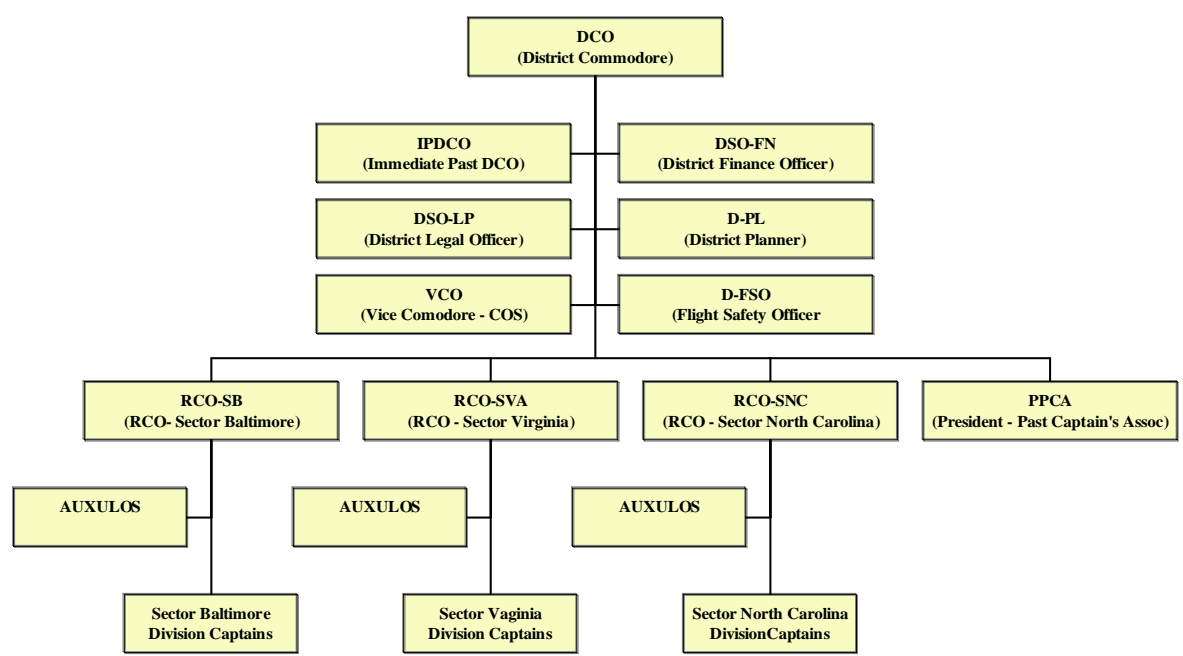 DCO
(District Commodore)
IPDCO
(Immediate Past DCO)
DSO-FN
(District Finance Officer)
DSO-LP
(District Legal Officer)
D-PL
(District Planner)
VCO
(Vice Comodore - COS)
D-FSO
(Flight Safety Officer
RCO-SB
(RCO- Sector Baltimore)
RCO-SVA
(RCO - Sector Virginia)
RCO-SNC
(RCO - Sector North Carolina)
PPCA
(President - Past Captain's Assoc)
AUXULOS
AUXULOS
AUXULOS
Sector Baltimore
Division Captains
Sector Vaginia
Division Captains
Sector North Carolina
DivisionCaptains